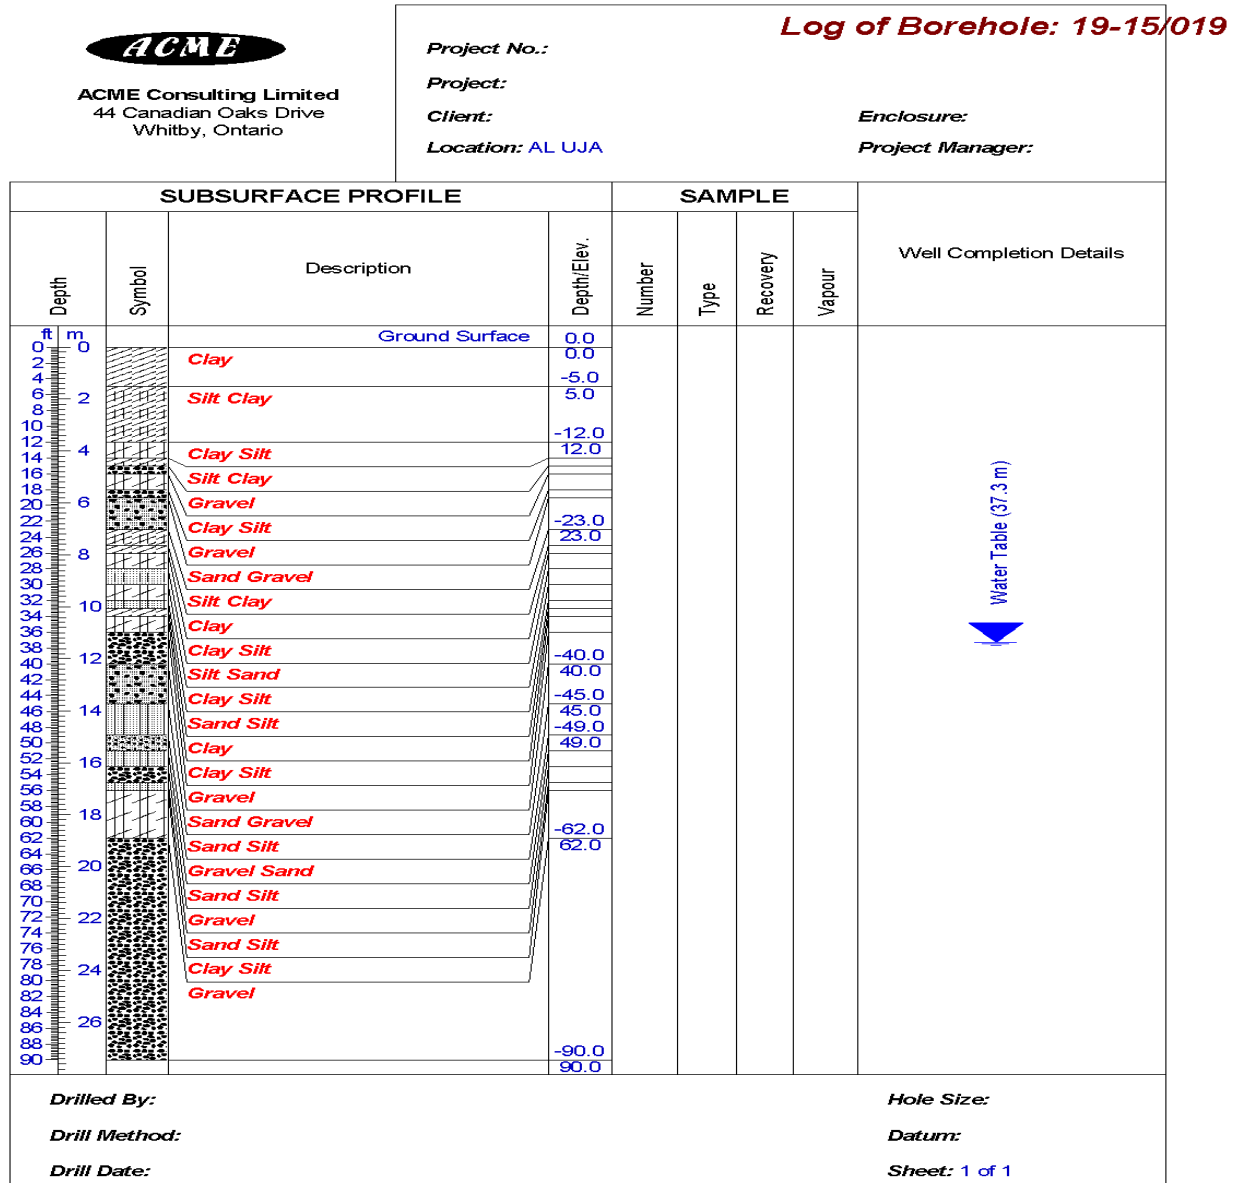 Log of Borehole: 19-15/019
ACME
ACME Consulting Limited
44 Canadian Oaks Drive
Whitby, Ontario
Project No.:
Project:
Client:
Enclosure:
Location: AL UJA
Project Manager:
SUBSURFACE PROFILE
SAMPLE
Depth
Symbol
Description
Depth/Elev.
Number
Type
Recovery
Vapour
Well Completion Details
ft m
Ground Surface
0.0
0 0
0.0
Clay
2
4
-5.0
6
5.0
2
Silt Clay
8
10
-12.0
12
12.0
4
Clay Silt
14
16
Silt Clay
18
6
Gravel
20
-23.0
22
Clay Silt
23.0
24
26
8
Gravel
28
Sand Gravel
30
32
10
Silt Clay
34
Clay
36
38
Clay Silt
-40.0
12
40
40.0
Silt Sand
42
-45.0
44
Clay Silt
45.0
46
14
Sand Silt
-49.0
48
49.0
50
Clay
52
16
54
Clay Silt
56
Gravel
58
18
60
Sand Gravel
-62.0
62
62.0
Sand Silt
64
20
66
Gravel Sand
68
70
Sand Silt
72
22
Gravel
74
76
Sand Silt
78
24
Clay Silt
80
82
Gravel
84
26
86
88
-90.0
90
90.0
Water Table (37.3 m)
Drilled By:
Hole Size:
Drill Method:
Datum:
Drill Date:
Sheet: 1 of 1